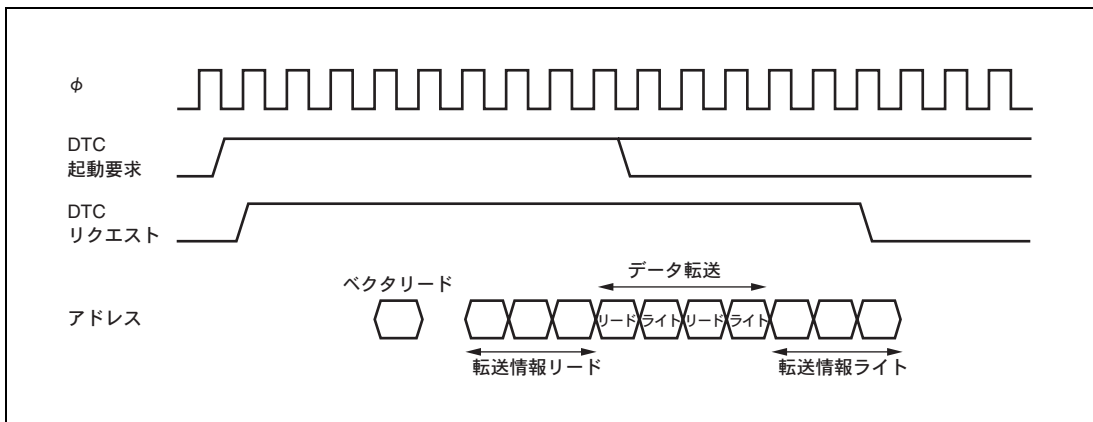 φ
DTC
起動要求
DTC
リクエスト
データ転送
ベクタリード
アドレス
リード ライト リード ライト
転送情報リード
転送情報ライト